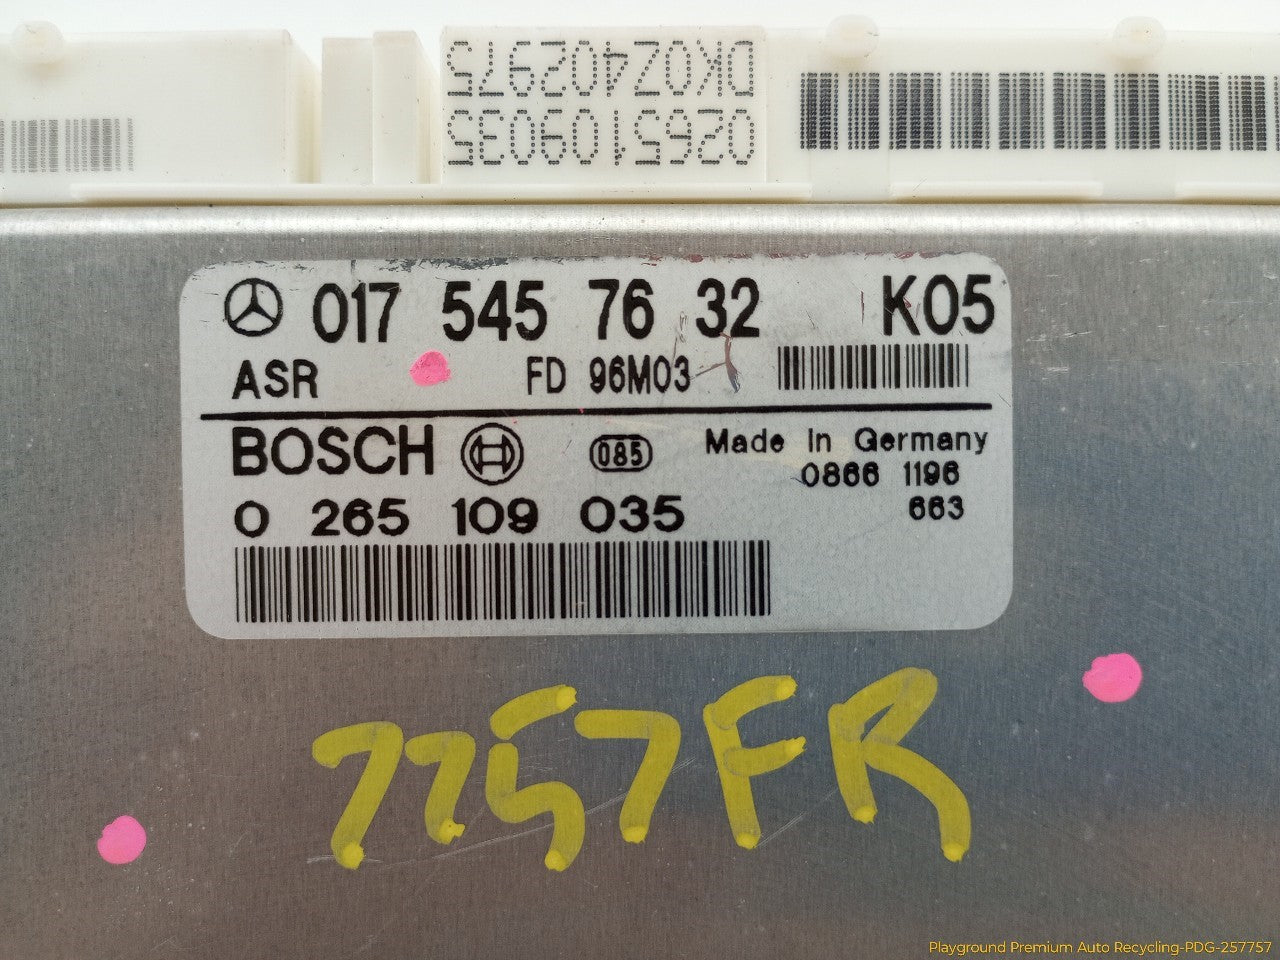 DK0Z402975
0265109035
017 545 76 32 K05
ASR FD 96M03
BOSCH 085 Made in Germany
0866 1196
0 265 109 035 663
7757FR
Playground Premium Auto Recycling-PDG-257757